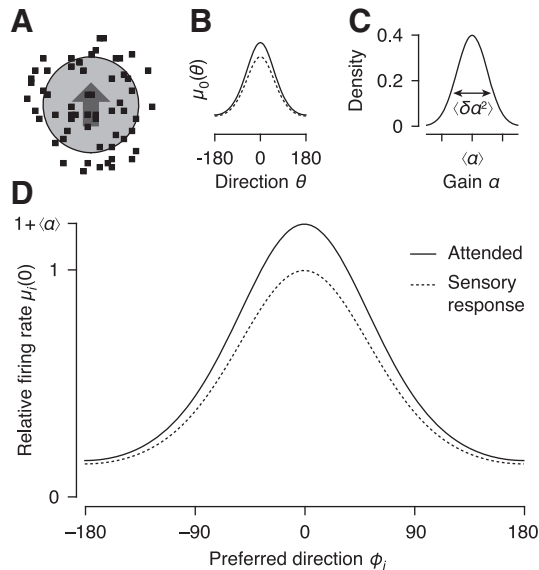 A
B
μ₀(θ)
-180 0 180
Direction θ
C
Density
0.4
0.2
0
⟨δα²⟩
⟨α⟩
Gain α
D
Relative firing rate μᵢ(0)
1+⟨α⟩
1
0
Attended
Sensory
response
−180 −90 0 90 180
Preferred direction ϕᵢ